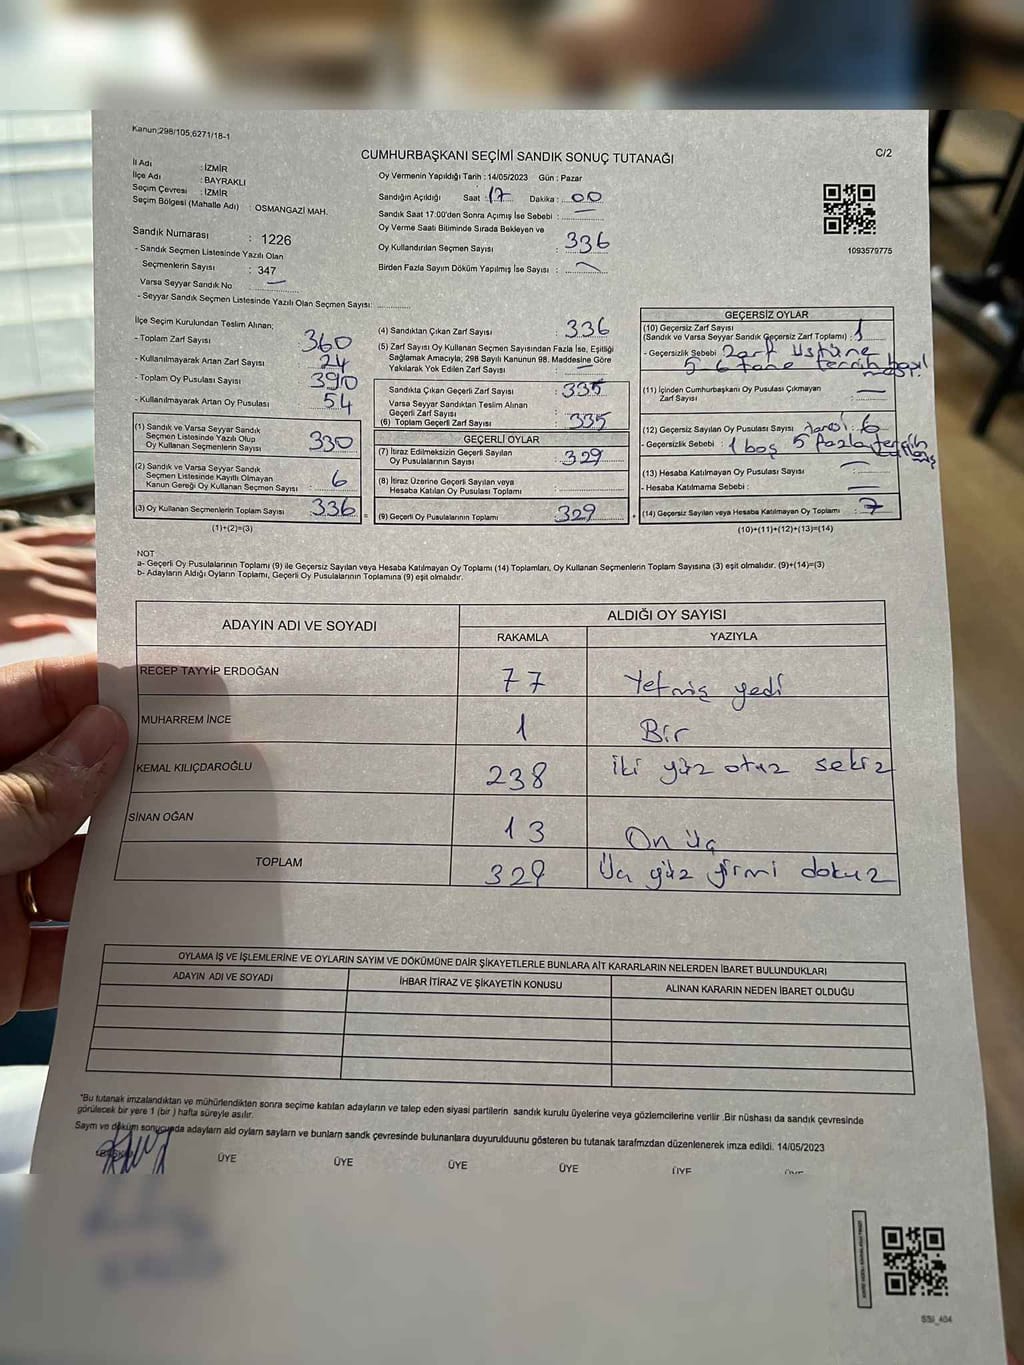 Kanun;298/105,6271/18-1
CUMHURBAŞKANI SEÇİMİ SANDIK SONUÇ TUTANAĞI
C/2
İl Adı : İZMİR
İlçe Adı : BAYRAKLI
Seçim Çevresi : İZMİR
Seçim Bölgesi (Mahalle Adı) : OSMANGAZİ MAH.
Sandık Numarası : 1226
- Sandık Seçmen Listesinde Yazılı Olan
Seçmenlerin Sayısı : 347
Varsa Seyyar Sandık No
- Seyyar Sandık Seçmen Listesinde Yazılı Olan Seçmen Sayısı: ............
Oy Vermenin Yapıldığı Tarih : 14/05/2023 Gün : Pazar
Sandığın Açıldığı Saat : 17 Dakika : 00
Sandık Saat 17:00'den Sonra Açımış İse Sebebi :
Oy Verme Saati Bitiminde Sırada Bekleyen ve
Oy Kullandırılan Seçmen Sayısı 336
Birden Fazla Sayım Döküm Yapılmış İse Sayısı :
1093579775
İlçe Seçim Kurulundan Teslim Alınan;
- Toplam Zarf Sayısı 360
- Kullanılmayarak Artan Zarf Sayısı 24
- Toplam Oy Pusulası Sayısı 390
- Kullanılmayarak Artan Oy Pusulası 54
(1) Sandık ve Varsa Seyyar Sandık
Seçmen Listesinde Yazılı Olup
Oy Kullanan Seçmenlerin Sayısı 330
(2) Sandık ve Varsa Seyyar Sandık
Seçmen Listesinde Kayıtlı Olmayan
Kanun Gereği Oy Kullanan Seçmen Sayısı : 6
(3) Oy Kullanan Seçmenlerin Toplam Sayısı 336
(1)+(2)=(3)
(4) Sandıktan Çıkan Zarf Sayısı : 336
(5) Zarf Sayısı Oy Kullanan Seçmen Sayısından Fazla İse, Eşitliği
Sağlamak Amacıyla; 298 Sayılı Kanunun 98. Maddesine Göre
Yakılarak Yok Edilen Zarf Sayısı :
Sandıkta Çıkan Geçerli Zarf Sayısı : 335
Varsa Seyyar Sandıktan Teslim Alınan
Geçerli Zarf Sayısı
(6) Toplam Geçerli Zarf Sayısı : 335
GEÇERLİ OYLAR
(7) İtiraz Edilmeksizin Geçerli Sayılan
Oy Pusulalarının Sayısı : 329
(8) İtiraz Üzerine Geçerli Sayılan veya
Hesaba Katılan Oy Pusulası Toplamı :
(9) Geçerli Oy Pusulalarının Toplamı 329
GEÇERSİZ OYLAR
(10) Geçersiz Zarf Sayısı
(Sandık ve Varsa Seyyar Sandık Geçersiz Zarf Toplamı) : 1
- Geçersizlik Sebebi : Zarf üstüne
5-6 tane tercih
(11) İçinden Cumhurbaşkanı Oy Pusulası Çıkmayan
Zarf Sayısı
(12) Geçersiz Sayılan Oy Pusulası Sayısı 6
- Geçersizlik Sebebi : 1 boş 5 fazla tercih
(13) Hesaba Katılmayan Oy Pusulası Sayısı
- Hesaba Katılmama Sebebi :
(14) Geçersiz Sayılan veya Hesaba Katılmayan Oy Toplamı : 7
(10)+(11)+(12)+(13)=(14)
NOT
a- Geçerli Oy Pusulalarının Toplamı (9) ile Geçersiz Sayılan veya Hesaba Katılmayan Oy Toplamı (14) Toplamları, Oy Kullanan Seçmenlerin Toplam Sayısına (3) eşit olmalıdır. (9)+(14)=(3)
b- Adayların Aldığı Oyların Toplamı, Geçerli Oy Pusulalarının Toplamına (9) eşit olmalıdır.
ADAYIN ADI VE SOYADI
ALDIĞI OY SAYISI
RAKAMLA YAZIYLA
RECEP TAYYİP ERDOĞAN 77 Yetmiş yedi
MUHARREM İNCE 1 Bir
KEMAL KILIÇDAROĞLU 238 İki yüz otuz sekiz
SİNAN OĞAN 13 On üç
TOPLAM 329 Üç yüz yirmi dokuz
OYLAMA İŞ VE İŞLEMLERİNE VE OYLARIN SAYIM VE DÖKÜMÜNE DAİR ŞİKAYETLERLE BUNLARA AİT KARARLARIN NELERDEN İBARET BULUNDUKLARI
ADAYIN ADI VE SOYADI İHBAR İTİRAZ VE ŞİKAYETİN KONUSU ALINAN KARARIN NEDEN İBARET OLDUĞU
*Bu tutanak imzalandıktan ve mühürlendikten sonra seçime katılan adayların ve talep eden siyasi partilerin sandık kurulu üyelerine veya gözlemcilerine verilir .Bir nüshası da sandık çevresinde
görülecek bir yere 1 (bir ) hafta süreyle asılır.
Sayım ve döküm sonucunda adayların ald oyların sayların ve bunların sandk çevresinde bulunanlara duyurulduunu gösteren bu tutanak tarafmzdan düzenlenerek imza edildi. 14/05/2023
ÜYE ÜYE ÜYE ÜYE ÜYE
SSI_404